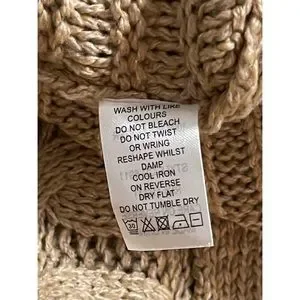 WASH WITH LIKE
COLOURS
DO NOT BLEACH
DO NOT TWIST
OR WRING
RESHAPE WHILST
DAMP
COOL IRON
ON REVERSE
DRY FLAT
DO NOT TUMBLE DRY
30